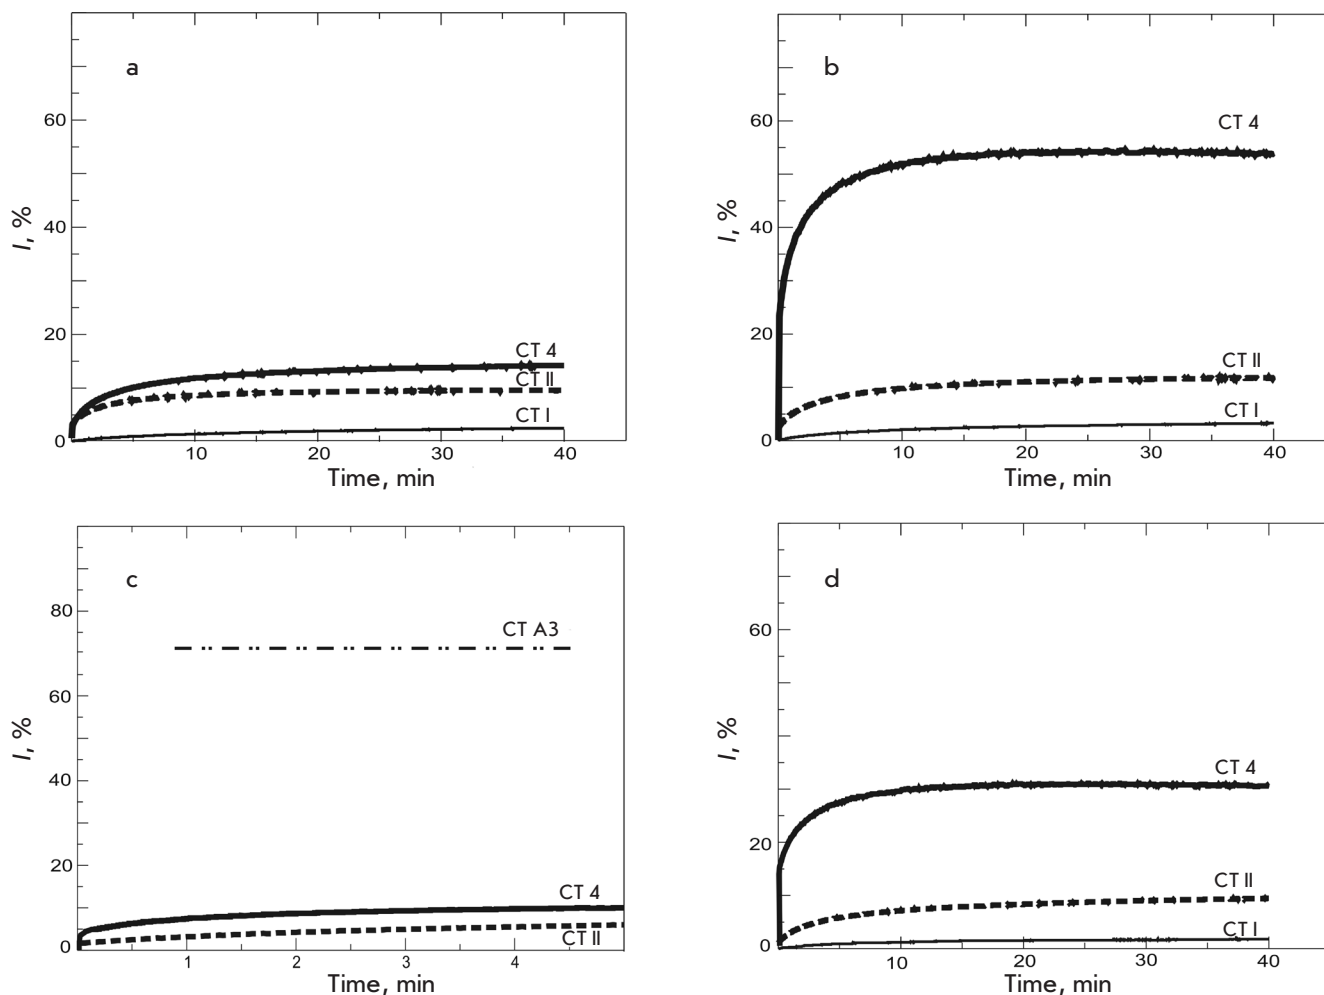 a
I, %
60
40
20
0
CT 4
CT II
CT I
10 20 30 40
Time, min
b
I, %
60
40
20
0
CT 4
CT II
CT I
10 20 30 40
Time, min
c
I, %
80
60
40
20
0
CT A3
CT 4
CT II
1 2 3 4
Time, min
d
I, %
60
20
0
CT 4
CT II
CT I
10 20 30 40
Time, min